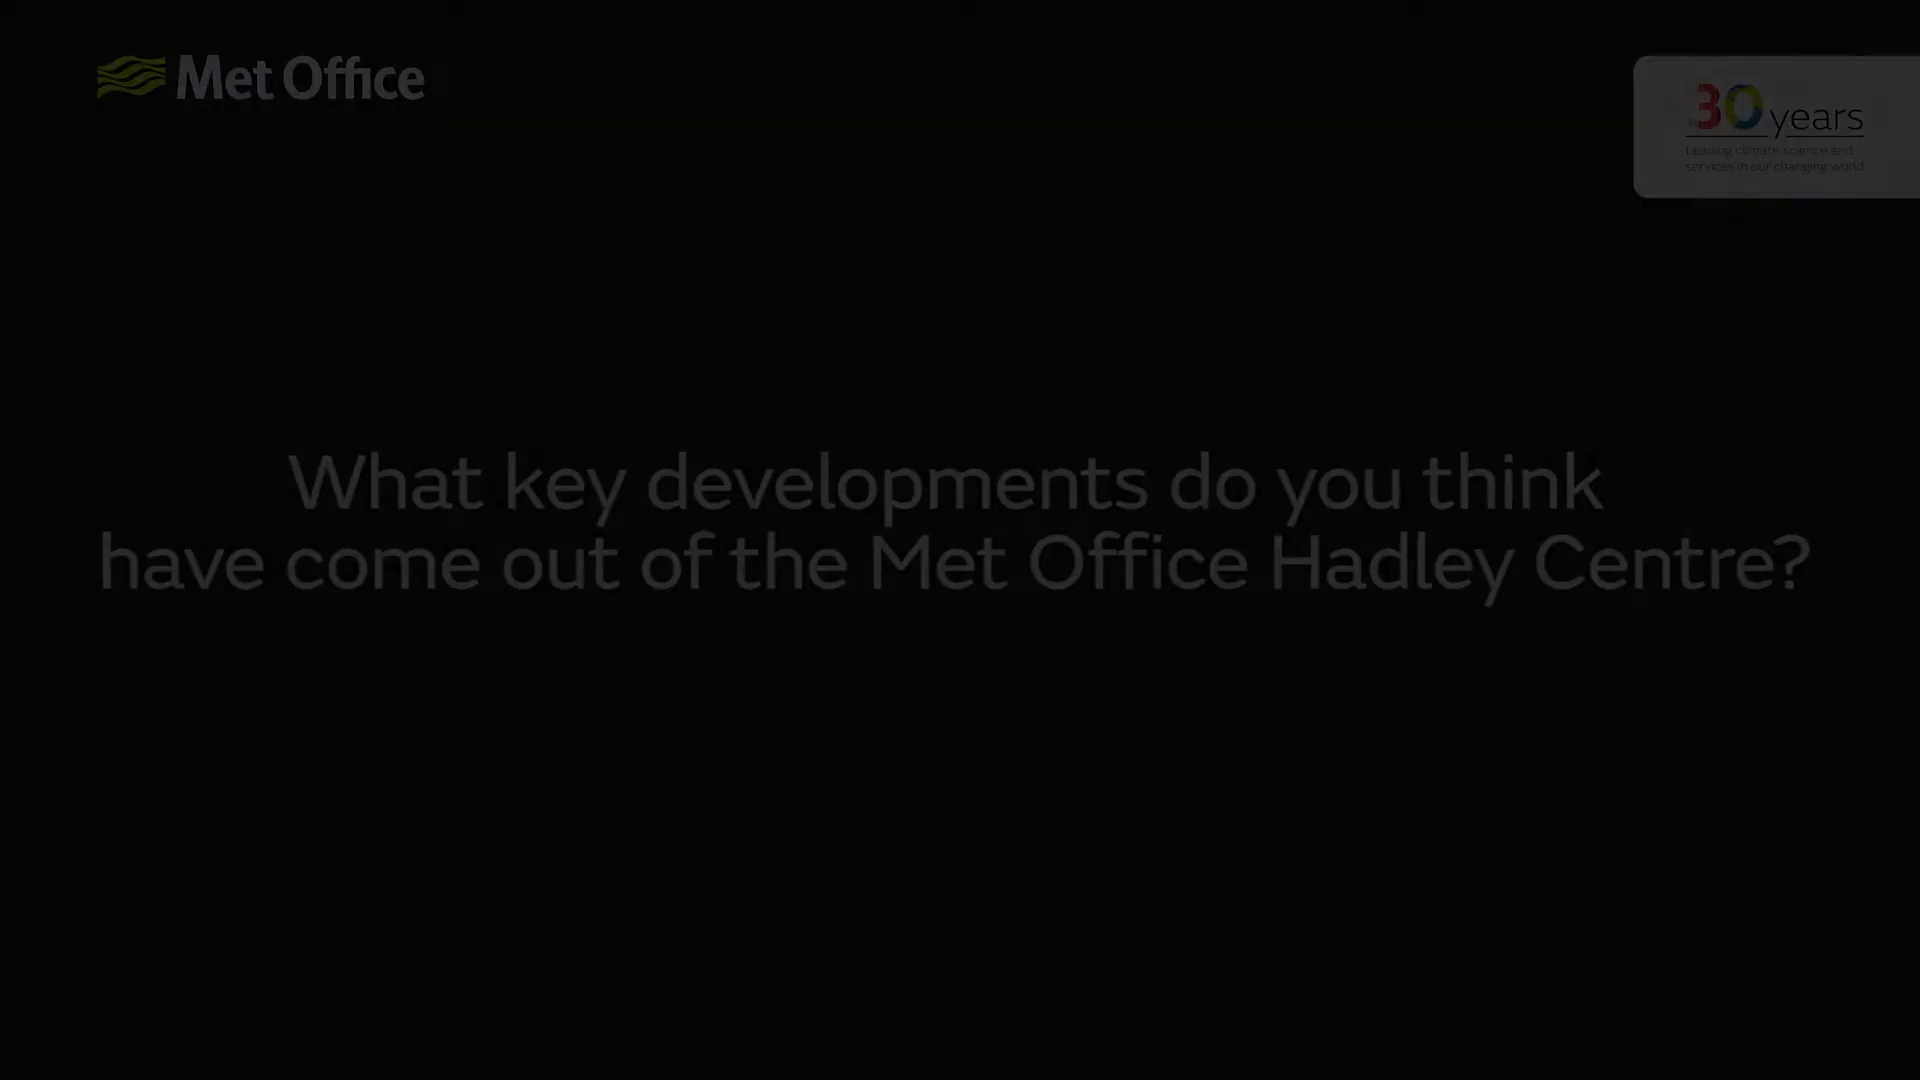 Met Office
30 years
Leading climate science and
services in our changing world
What key developments do you think
have come out of the Met Office Hadley Centre?